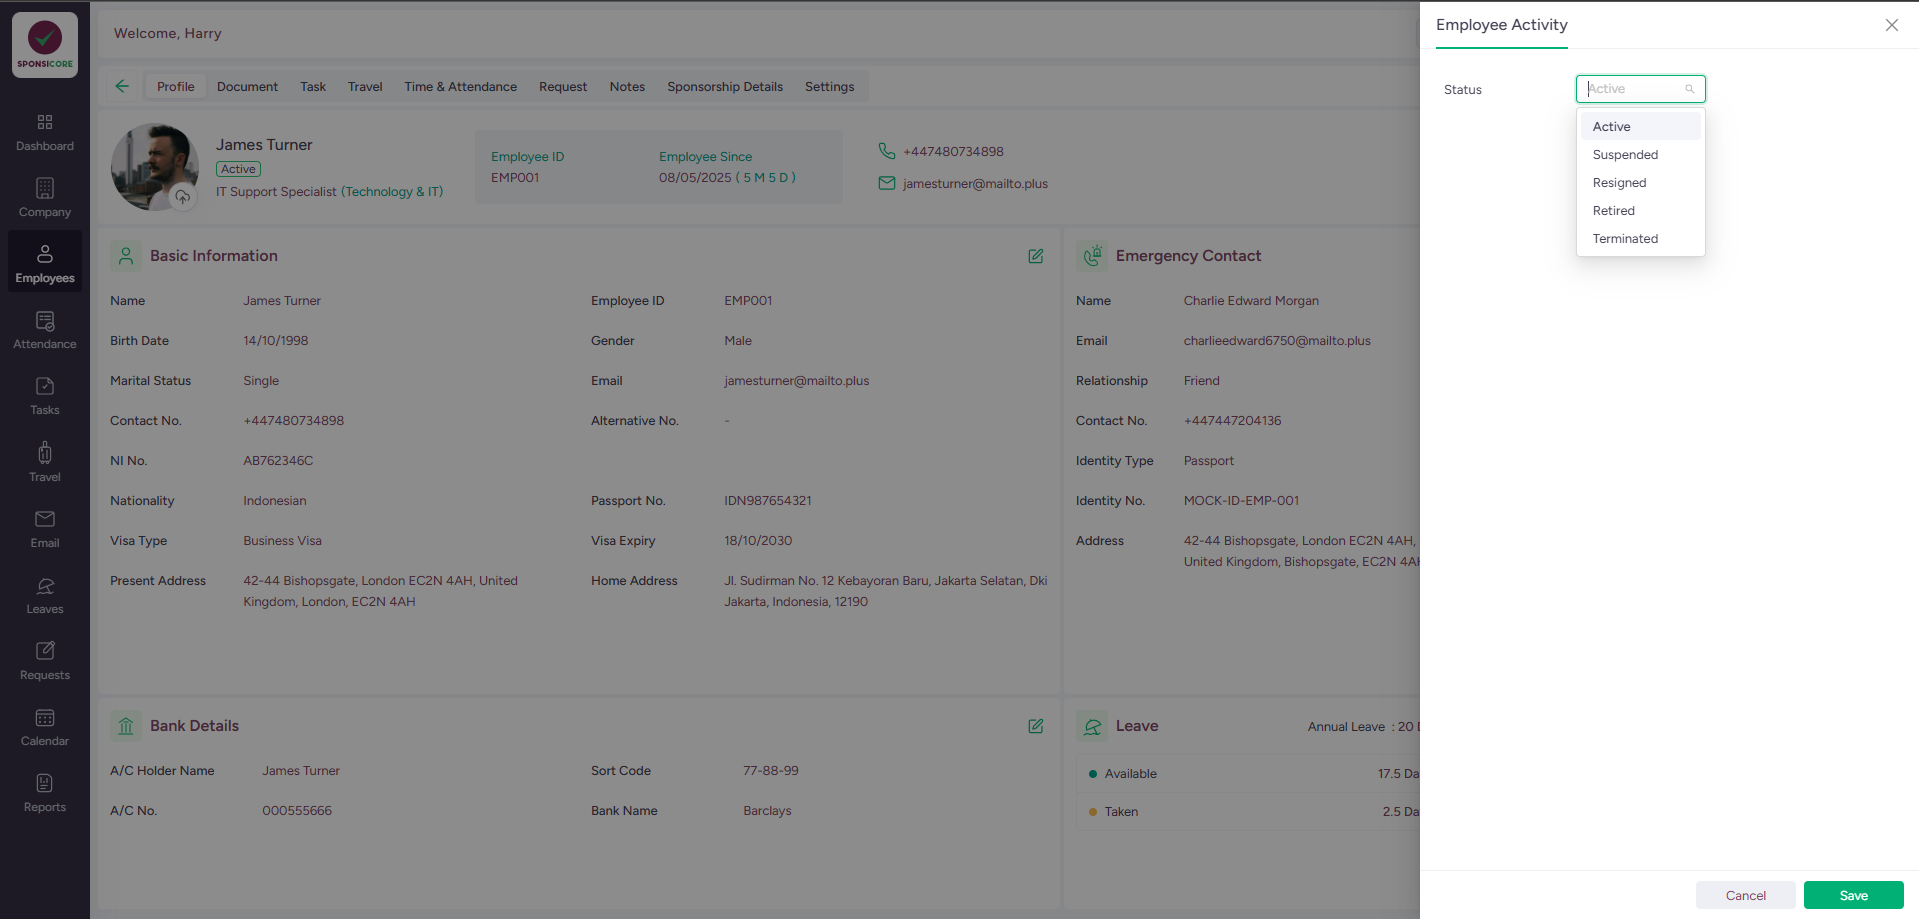 SPONSICORE
Dashboard
Company
Employees
Attendance
Tasks
Travel
Email
Leaves
Requests
Calendar
Reports
Welcome, Harry
Profile Document Task Travel Time & Attendance Request Notes Sponsorship Details Settings
James Turner
Active
IT Support Specialist (Technology & IT)
Employee ID Employee Since
EMP001 08/05/2025 ( 5 M 5 D )
+447480734898
jamesturner@mailto.plus
Basic Information
Name James Turner Employee ID EMP001
Birth Date 14/10/1998 Gender Male
Marital Status Single Email jamesturner@mailto.plus
Contact No. +447480734898 Alternative No. -
NI No. AB762346C
Nationality Indonesian Passport No. IDN987654321
Visa Type Business Visa Visa Expiry 18/10/2030
Present Address 42-44 Bishopsgate, London EC2N 4AH, United Home Address Jl. Sudirman No. 12 Kebayoran Baru, Jakarta Selatan, Dki
Kingdom, London, EC2N 4AH Jakarta, Indonesia, 12190
Emergency Contact
Name Charlie Edward Morgan
Email charlieedward6750@mailto.plus
Relationship Friend
Contact No. +447447204136
Identity Type Passport
Identity No. MOCK-ID-EMP-001
Address 42-44 Bishopsgate, London EC2N 4AH,
United Kingdom, Bishopsgate, EC2N 4AH
Bank Details
A/C Holder Name James Turner Sort Code 77-88-99
A/C No. 000555666 Bank Name Barclays
Leave Annual Leave : 20
Available 17.5 Da
Taken 2.5 Da
Employee Activity
Status Active
Active
Suspended
Resigned
Retired
Terminated
Cancel Save